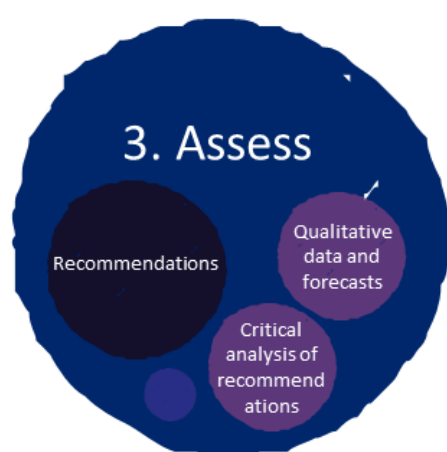 3. Assess
Recommendations
Qualitative
data and
forecasts
Critical
analysis of
recommend
ations